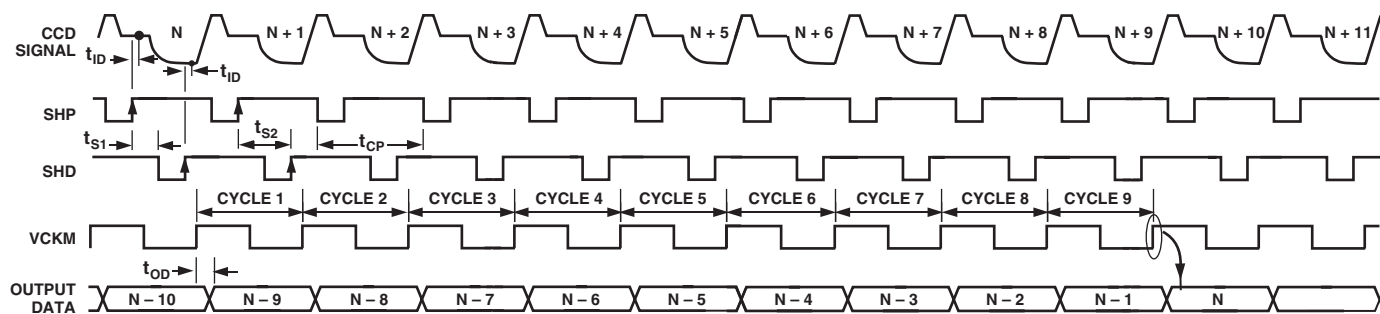 CCD SIGNAL N N + 1 N + 2 N + 3 N + 4 N + 5 N + 6 N + 7 N + 8 N + 9 N + 10 N + 11
tID tID
SHP
tS1 tS2 tCP
SHD
CYCLE 1 CYCLE 2 CYCLE 3 CYCLE 4 CYCLE 5 CYCLE 6 CYCLE 7 CYCLE 8 CYCLE 9
VCKM
tOD
OUTPUT DATA N – 10 N – 9 N – 8 N – 7 N – 6 N – 5 N – 4 N – 3 N – 2 N – 1 N